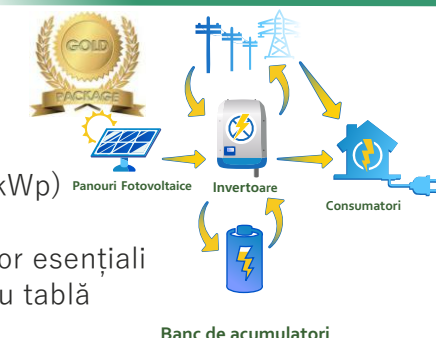 GOLD
PACKAGE
kWp)
Panouri Fotovoltaice
Invertoare
Consumatori
or esențiali
u tablă
Banc de acumulatori